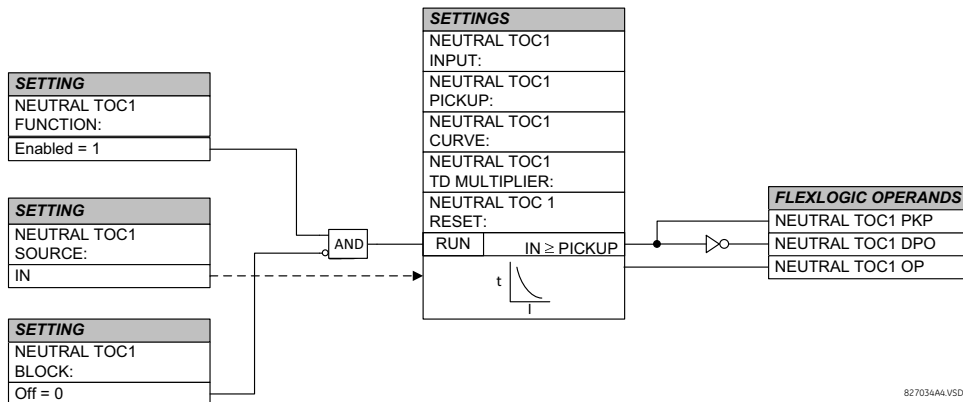 SETTING
NEUTRAL TOC1
FUNCTION:
Enabled = 1
SETTING
NEUTRAL TOC1
SOURCE:
IN
SETTING
NEUTRAL TOC1
BLOCK:
Off = 0
AND
SETTINGS
NEUTRAL TOC1
INPUT:
NEUTRAL TOC1
PICKUP:
NEUTRAL TOC1
CURVE:
NEUTRAL TOC1
TD MULTIPLIER:
NEUTRAL TOC 1
RESET:
RUN IN ≥ PICKUP
t
I
FLEXLOGIC OPERANDS
NEUTRAL TOC1 PKP
NEUTRAL TOC1 DPO
NEUTRAL TOC1 OP
827034A4.VSD